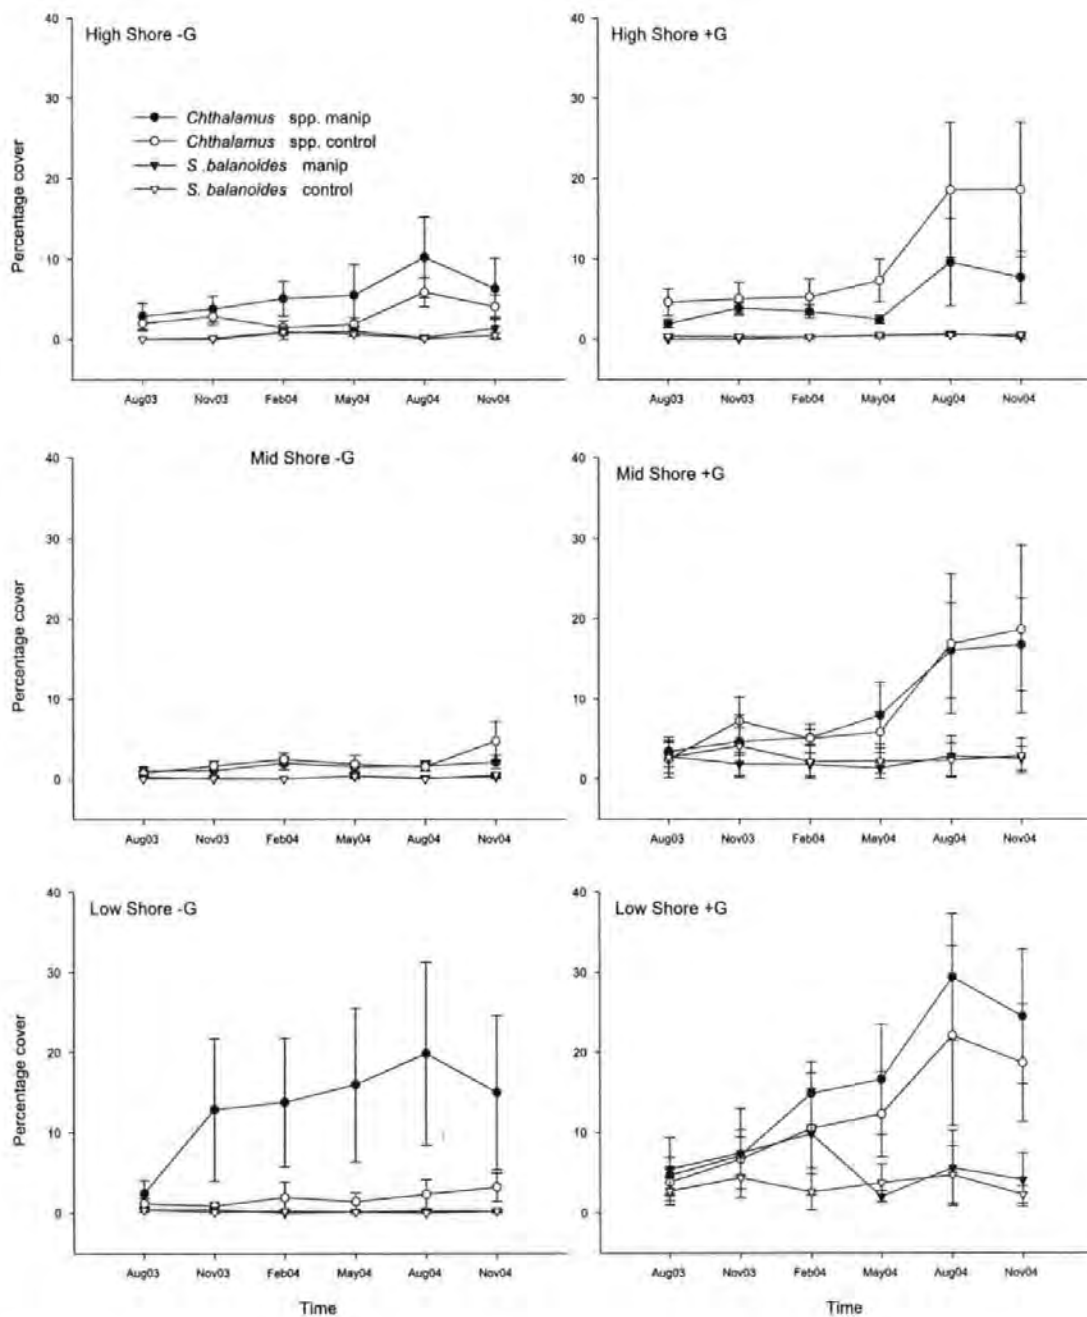 High Shore -G
Chthalamus spp. manip
Chthalamus spp. control
S .balanoides manip
S. balanoides control
Percentage cover
40
30
20
10
0
Aug03 Nov03 Feb04 May04 Aug04 Nov04
High Shore +G
40
30
20
10
0
Aug03 Nov03 Feb04 May04 Aug04 Nov04
Mid Shore -G
Percentage cover
40
30
20
10
0
Aug03 Nov03 Feb04 May04 Aug04 Nov04
Mid Shore +G
40
30
20
10
0
Aug03 Nov03 Feb04 May04 Aug04 Nov04
Low Shore -G
Percentage cover
40
30
20
10
0
Aug03 Nov03 Feb04 May04 Aug04 Nov04
Time
Low Shore +G
40
30
20
10
0
Aug03 Nov03 Feb04 May04 Aug04 Nov04
Time